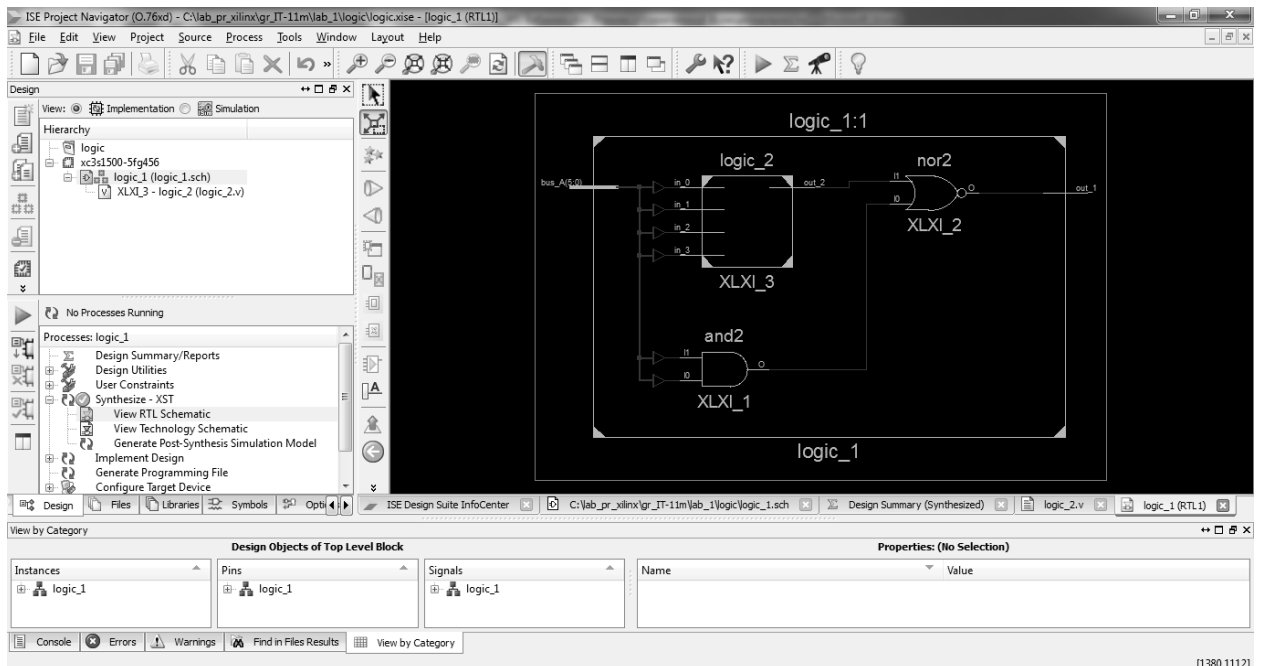 ISE Project Navigator (O.76xd) - C:\lab_pr_xilinx\gr_IT-11m\lab_1\logic\logic.xise - [logic_1 (RTL1)]
File Edit View Project Source Process Tools Window Layout Help
Design
View: Implementation Simulation
Hierarchy
logic
xc3s1500-5fg456
logic_1 (logic_1.sch)
XLXI_3 - logic_2 (logic_2.v)
No Processes Running
Processes: logic_1
Design Summary/Reports
Design Utilities
User Constraints
Synthesize - XST
View RTL Schematic
View Technology Schematic
Generate Post-Synthesis Simulation Model
Implement Design
Generate Programming File
Configure Target Device
Design Files Libraries Symbols Opti
logic_1:1
logic_2 nor2
bus_A(5:0) in_0 out_2 I1 O out_1
in_1 I0
in_2 XLXI_2
in_3
XLXI_3
and2
I1
I0 O
XLXI_1
logic_1
ISE Design Suite InfoCenter C:\lab_pr_xilinx\gr_IT-11m\lab_1\logic\logic_1.sch Design Summary (Synthesized) logic_2.v logic_1 (RTL1)
View by Category
Design Objects of Top Level Block Properties: (No Selection)
Instances Pins Signals Name Value
logic_1 logic_1 logic_1
Console Errors Warnings Find in Files Results View by Category
[1380,1112]